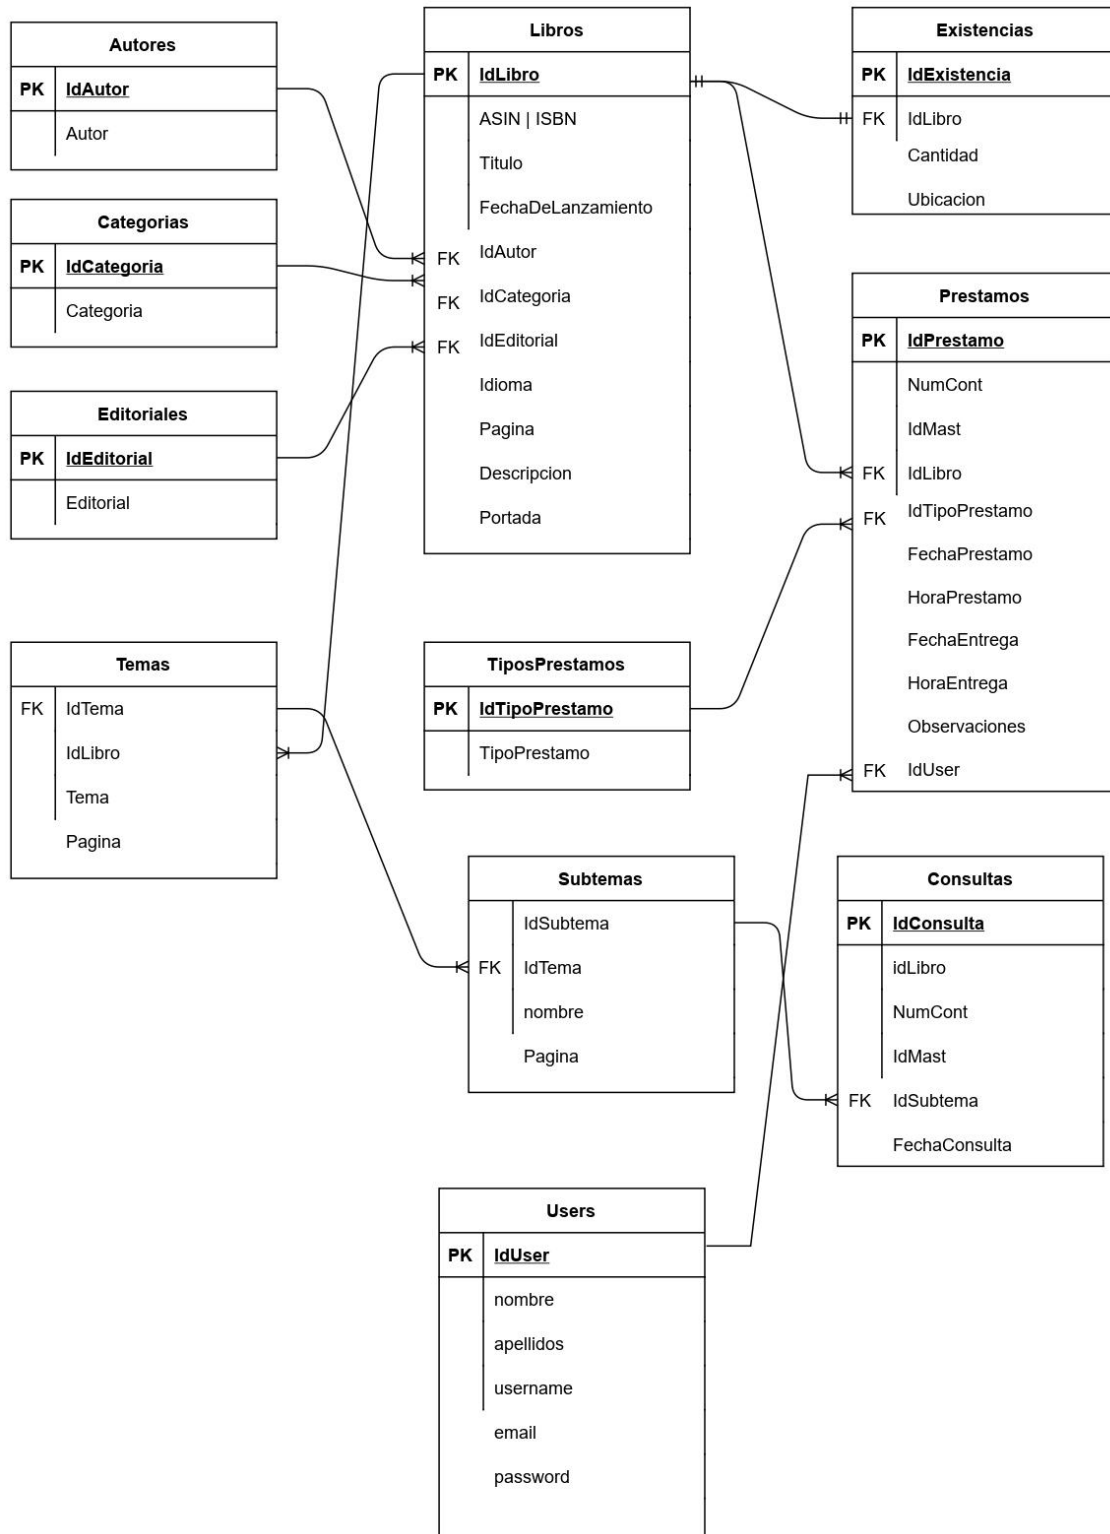 Autores
PK IdAutor
Autor
Categorias
PK IdCategoria
Categoria
Editoriales
PK IdEditorial
Editorial
Temas
FK IdTema
IdLibro
Tema
Pagina
Libros
PK IdLibro
ASIN | ISBN
Titulo
FechaDeLanzamiento
FK IdAutor
FK IdCategoria
FK IdEditorial
Idioma
Pagina
Descripcion
Portada
TiposPrestamos
PK IdTipoPrestamo
TipoPrestamo
Subtemas
IdSubtema
FK IdTema
nombre
Pagina
Users
PK IdUser
nombre
apellidos
username
email
password
Existencias
PK IdExistencia
FK IdLibro
Cantidad
Ubicacion
Prestamos
PK IdPrestamo
NumCont
IdMast
FK IdLibro
FK IdTipoPrestamo
FechaPrestamo
HoraPrestamo
FechaEntrega
HoraEntrega
Observaciones
FK IdUser
Consultas
PK IdConsulta
idLibro
NumCont
IdMast
FK IdSubtema
FechaConsulta